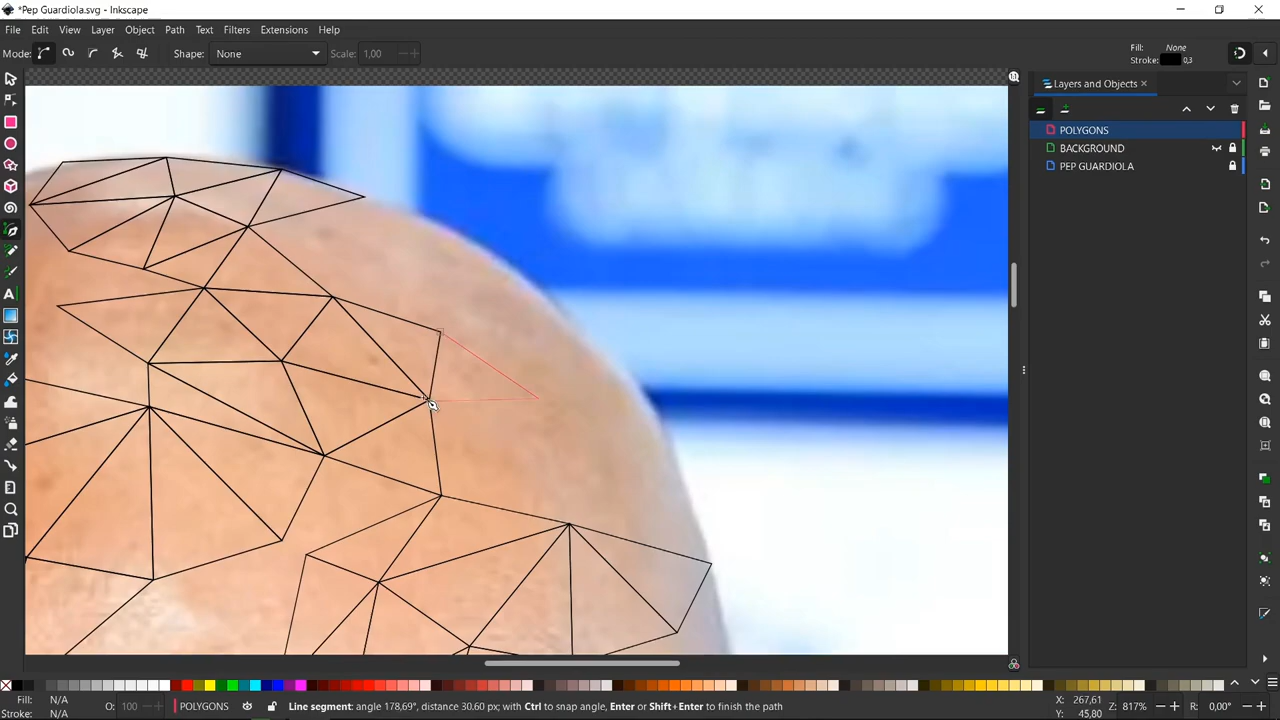 *Pep Guardiola.svg - Inkscape
File Edit View Layer Object Path Text Filters Extensions Help
Mode: Shape: None Scale: 1,00
Fill: None
Stroke: 0,3
Layers and Objects
POLYGONS
BACKGROUND
PEP GUARDIOLA
Fill: N/A
Stroke: N/A
O: 100
POLYGONS
Line segment: angle 178,69°, distance 30.60 px; with Ctrl to snap angle, Enter or Shift+Enter to finish the path
X: 267,61
Y: 45,80
Z: 817%
R: 0,00°